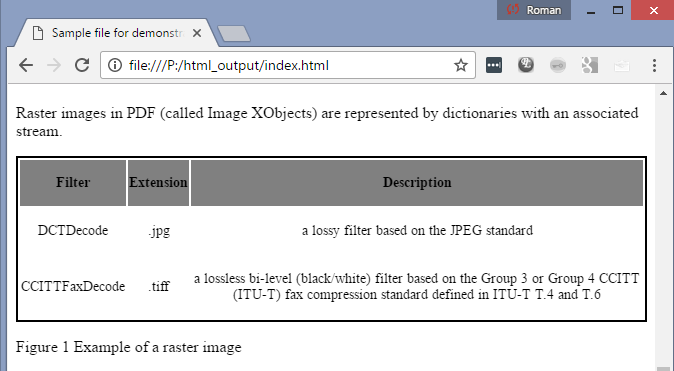 Roman
Sample file for demonstr
file:///P:/html_output/index.html
Raster images in PDF (called Image XObjects) are represented by dictionaries with an associated
stream.
Filter Extension Description
DCTDecode .jpg a lossy filter based on the JPEG standard
CCITTFaxDecode .tiff a lossless bi-level (black/white) filter based on the Group 3 or Group 4 CCITT
(ITU-T) fax compression standard defined in ITU-T T.4 and T.6
Figure 1 Example of a raster image